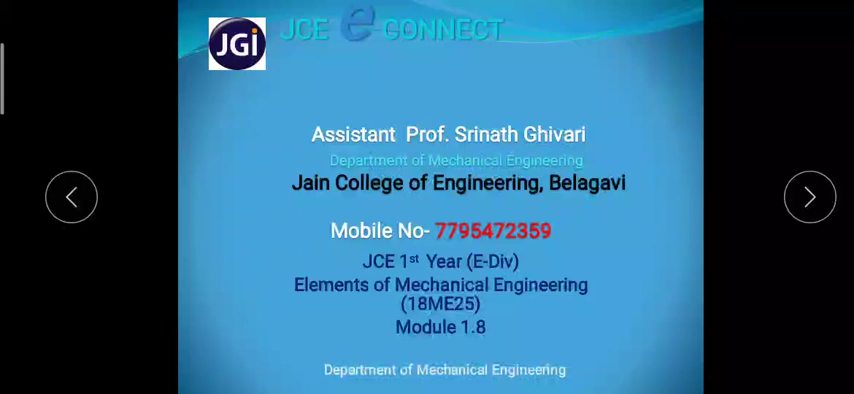 JGi
JCE e GONNECT
Assistant Prof. Srinath Ghivari
Department of Mechanical Engineering
Jain College of Engineering, Belagavi
Mobile No- 7795472359
JCE 1st Year (E-Div)
Elements of Mechanical Engineering
(18ME25)
Module 1.8
Department of Mechanical Engineering